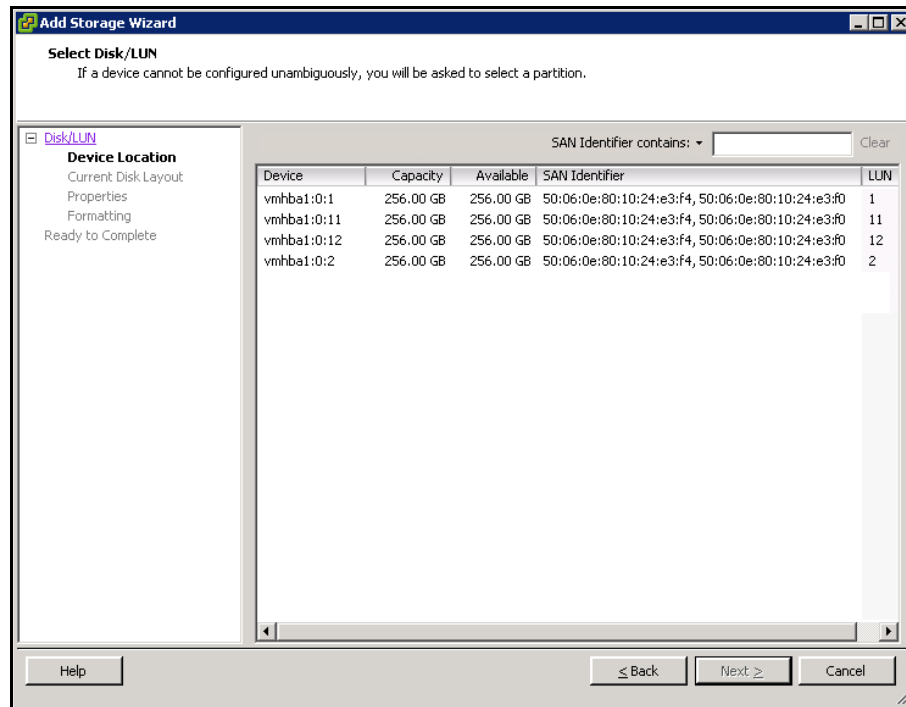 Add Storage Wizard
Select Disk/LUN
If a device cannot be configured unambiguously, you will be asked to select a partition.
Disk/LUN
Device Location
Current Disk Layout
Properties
Formatting
Ready to Complete
SAN Identifier contains:
Clear
Device Capacity Available SAN Identifier LUN
vmhba1:0:1 256.00 GB 256.00 GB 50:06:0e:80:10:24:e3:f4, 50:06:0e:80:10:24:e3:f0 1
vmhba1:0:11 256.00 GB 256.00 GB 50:06:0e:80:10:24:e3:f4, 50:06:0e:80:10:24:e3:f0 11
vmhba1:0:12 256.00 GB 256.00 GB 50:06:0e:80:10:24:e3:f4, 50:06:0e:80:10:24:e3:f0 12
vmhba1:0:2 256.00 GB 256.00 GB 50:06:0e:80:10:24:e3:f4, 50:06:0e:80:10:24:e3:f0 2
Help
≤ Back
Next ≥
Cancel